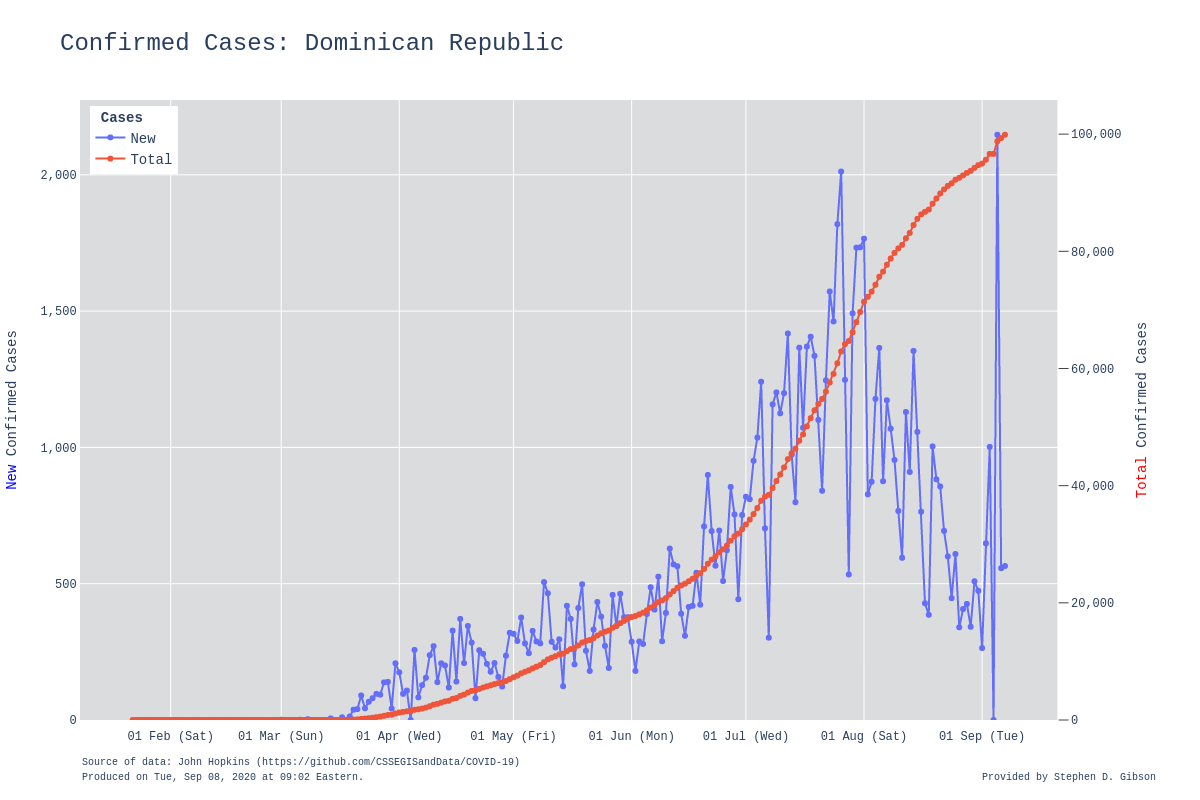 Confirmed Cases: Dominican Republic
Cases
New
Total
2,000
1,500
1,000
500
0
100,000
80,000
60,000
40,000
20,000
0
New Confirmed Cases
Total Confirmed Cases
01 Feb (Sat)
01 Mar (Sun)
01 Apr (Wed)
01 May (Fri)
01 Jun (Mon)
01 Jul (Wed)
01 Aug (Sat)
01 Sep (Tue)
Source of data: John Hopkins (https://github.com/CSSEGISandData/COVID-19)
Produced on Tue, Sep 08, 2020 at 09:02 Eastern.
Provided by Stephen D. Gibson